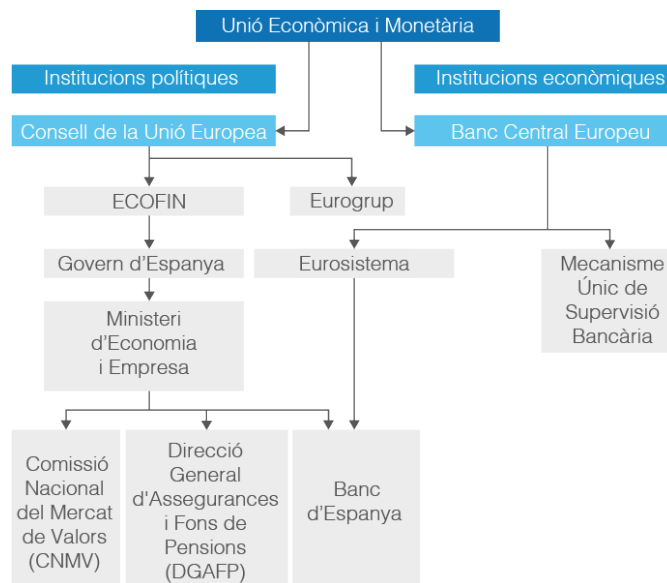 Unió Econòmica i Monetària
Institucions polítiques
Institucions econòmiques
Consell de la Unió Europea
Banc Central Europeu
ECOFIN
Eurogrup
Govern d'Espanya
Eurosistema
Mecanisme
Únic de
Supervisió
Bancària
Ministeri
d'Economia
i Empresa
Comissió
Nacional
del Mercat
de Valors
(CNMV)
Direcció
General
d'Assegurances
i Fons de
Pensions
(DGAFP)
Banc
d'Espanya